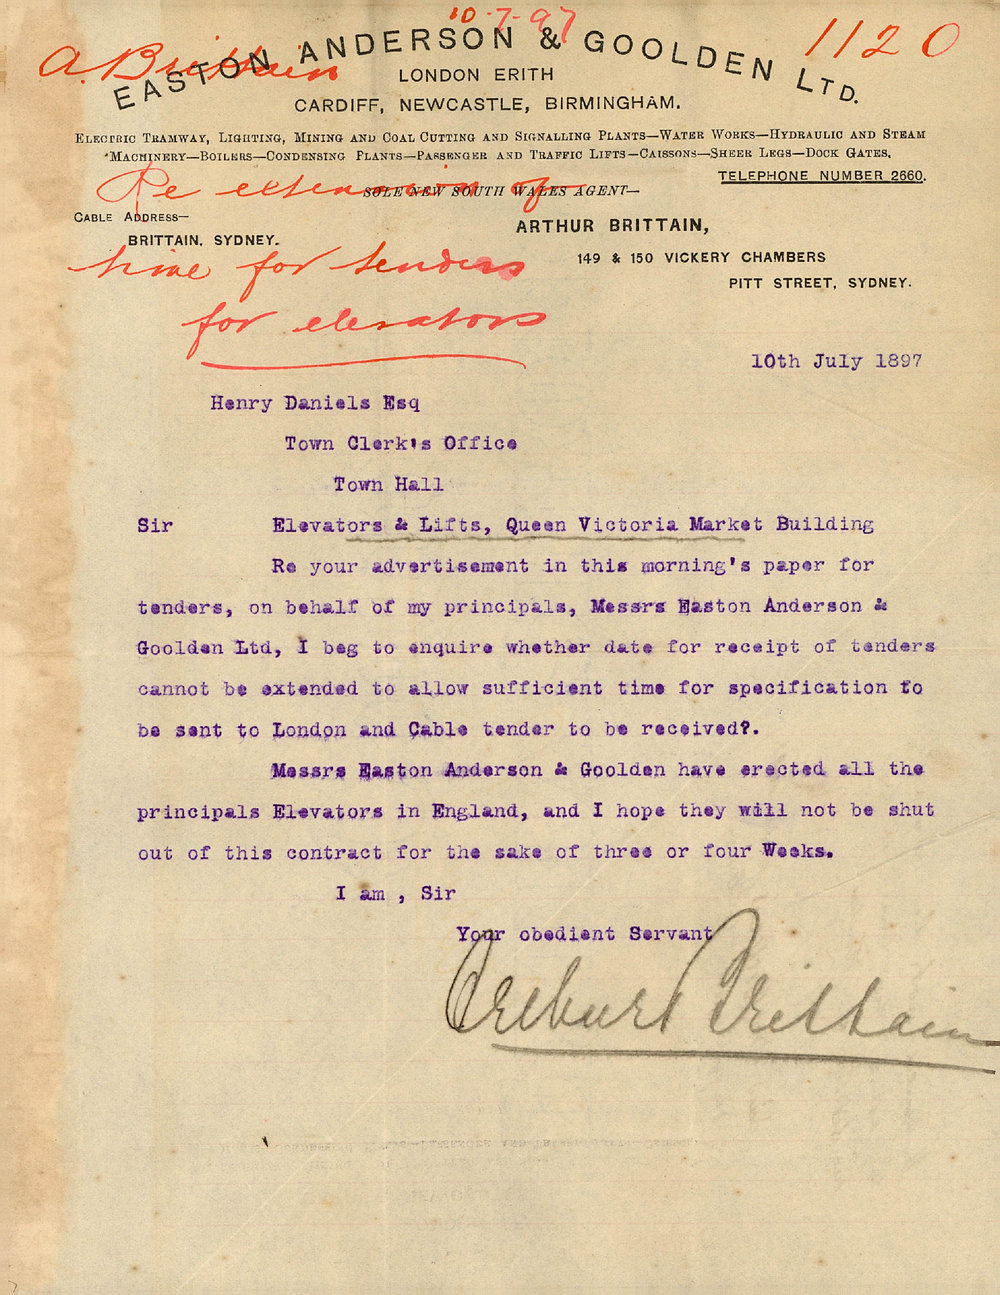 10-7-97
1120
A. Brittain
EASTON ANDERSON & GOOLDEN LTD.
LONDON ERITH
CARDIFF, NEWCASTLE, BIRMINGHAM.
ELECTRIC TRAMWAY, LIGHTING, MINING AND COAL CUTTING AND SIGNALLING PLANTS—WATER WORKS—HYDRAULIC AND STEAM
MACHINERY—BOILERS—CONDENSING PLANTS—PASSENGER AND TRAFFIC LIFTS—CAISSONS—SHEER LEGS—DOCK GATES.
TELEPHONE NUMBER 2660.
Re extension of
SOLE NEW SOUTH WALES AGENT—
CABLE ADDRESS—
BRITTAIN. SYDNEY.
ARTHUR BRITTAIN,
149 & 150 VICKERY CHAMBERS
PITT STREET, SYDNEY.
time for tenders
for elevators
10th July 1897
Henry Daniels Esq
Town Clerk's Office
Town Hall
Sir Elevators & Lifts, Queen Victoria Market Building
Re your advertisement in this morning's paper for
tenders, on behalf of my principals, Messrs Easton Anderson &
Goolden Ltd, I beg to enquire whether date for receipt of tenders
cannot be extended to allow sufficient time for specification to
be sent to London and Cable tender to be received?.
Messrs Easton Anderson & Goolden have erected all the
principals Elevators in England, and I hope they will not be shut
out of this contract for the sake of three or four Weeks.
I am , Sir
Your obedient Servant
Arthur Brittain